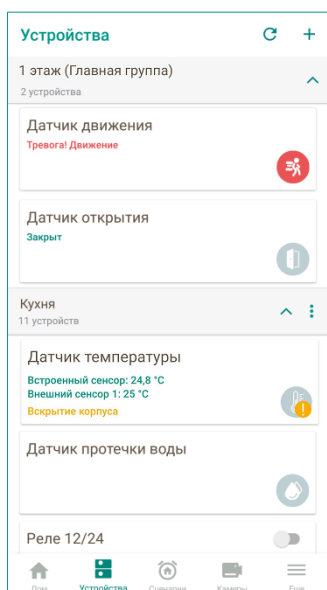 Устройства
1 этаж (Главная группа)
2 устройства
Датчик движения
Тревога! Движение
Датчик открытия
Закрыт
Кухня
11 устройств
Датчик температуры
Встроенный сенсор: 24,8 °C
Внешний сенсор 1: 25 °C
Вскрытие корпуса
Датчик протечки воды
Реле 12/24
Дом Устройства Сценарии Камеры Еще